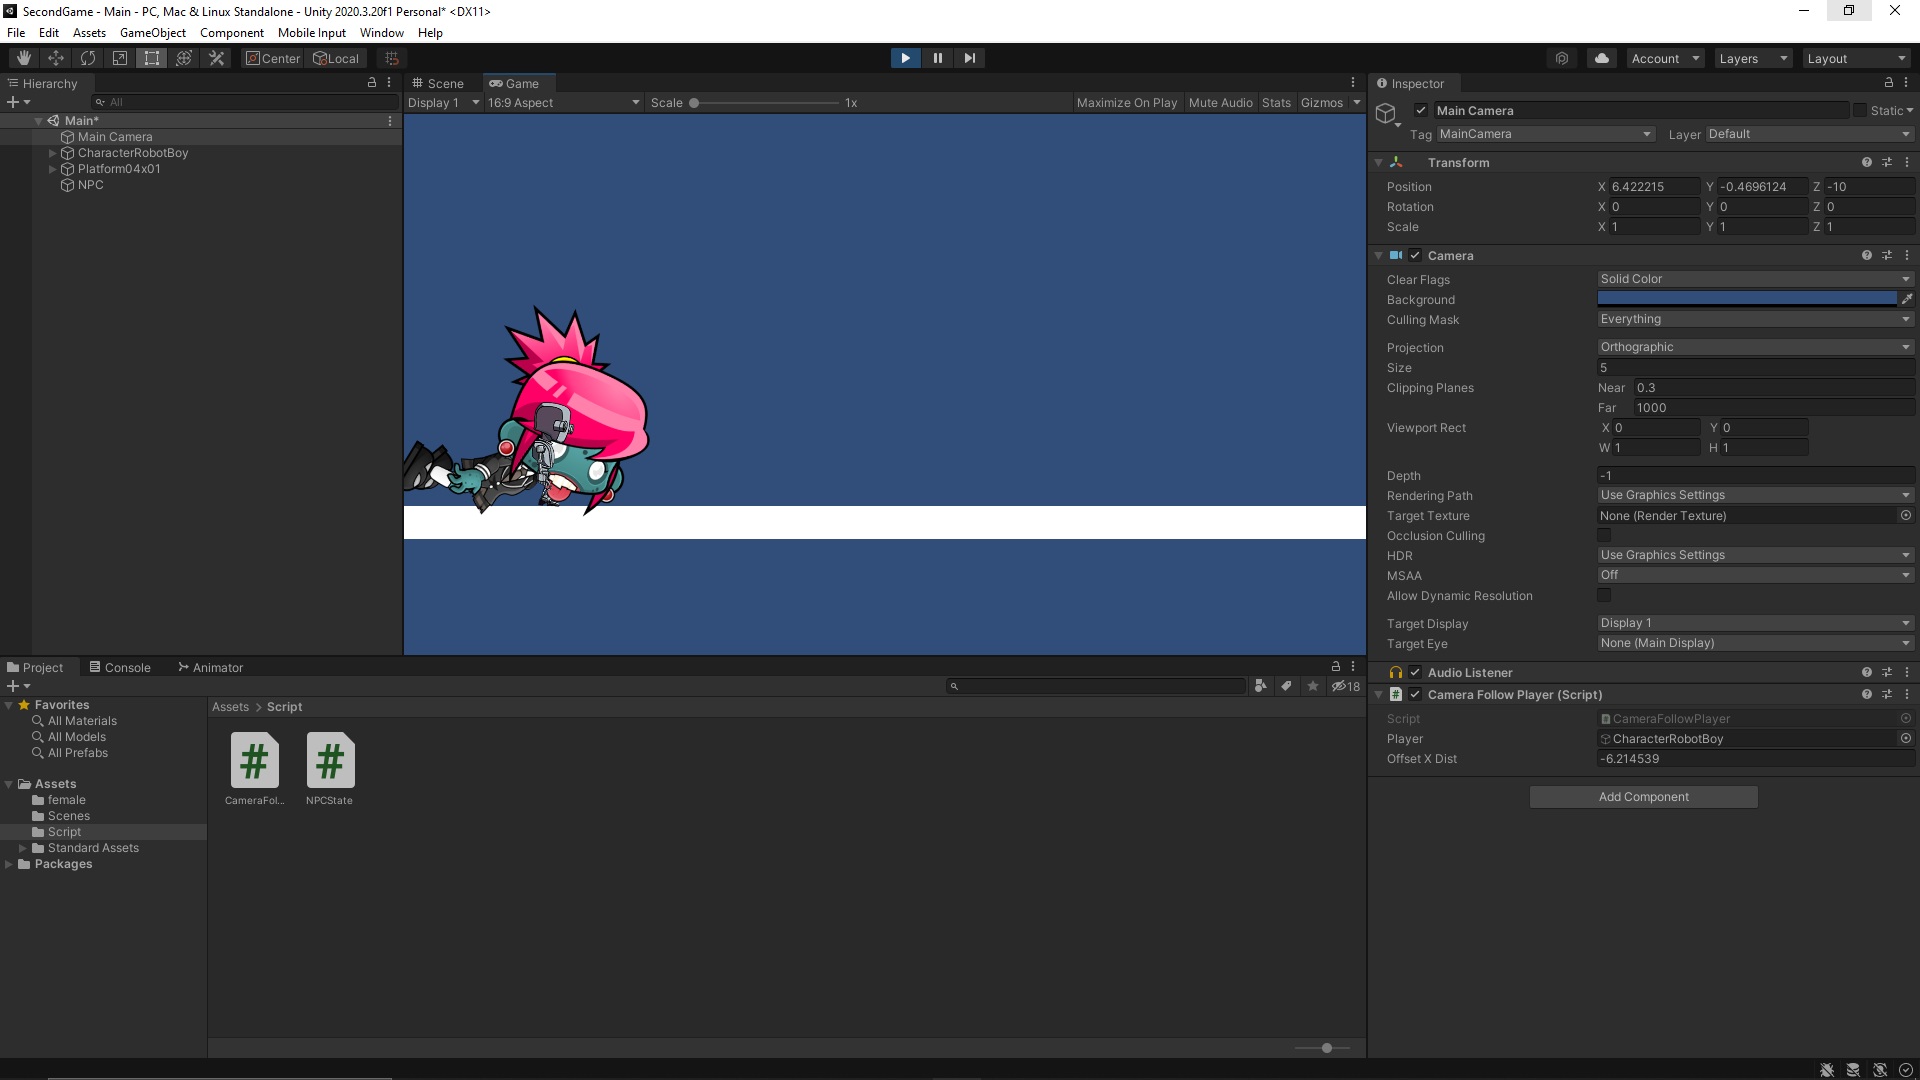 SecondGame - Main - PC, Mac & Linux Standalone - Unity 2020.3.20f1 Personal* <DX11>
File Edit Assets GameObject Component Mobile Input Window Help
Center Local Account Layers Layout
Hierarchy
All
Main*
Main Camera
CharacterRobotBoy
Platform04x01
NPC
Scene Game
Display 1 16:9 Aspect Scale 1x Maximize On Play Mute Audio Stats Gizmos
Inspector
Main Camera Static
Tag MainCamera Layer Default
Transform
Position X 6.422215 Y -0.4696124 Z -10
Rotation X 0 Y 0 Z 0
Scale X 1 Y 1 Z 1
Camera
Clear Flags Solid Color
Background
Culling Mask Everything
Projection Orthographic
Size 5
Clipping Planes Near 0.3
Far 1000
Viewport Rect X 0 Y 0
W 1 H 1
Depth -1
Rendering Path Use Graphics Settings
Target Texture None (Render Texture)
Occlusion Culling
HDR Use Graphics Settings
MSAA Off
Allow Dynamic Resolution
Target Display Display 1
Target Eye None (Main Display)
Audio Listener
# Camera Follow Player (Script)
Script CameraFollowPlayer
Player CharacterRobotBoy
Offset X Dist -6.214539
Add Component
Project Console Animator
18
Favorites
All Materials
All Models
All Prefabs
Assets
female
Scenes
Script
Standard Assets
Packages
Assets > Script
# #
CameraFol... NPCState